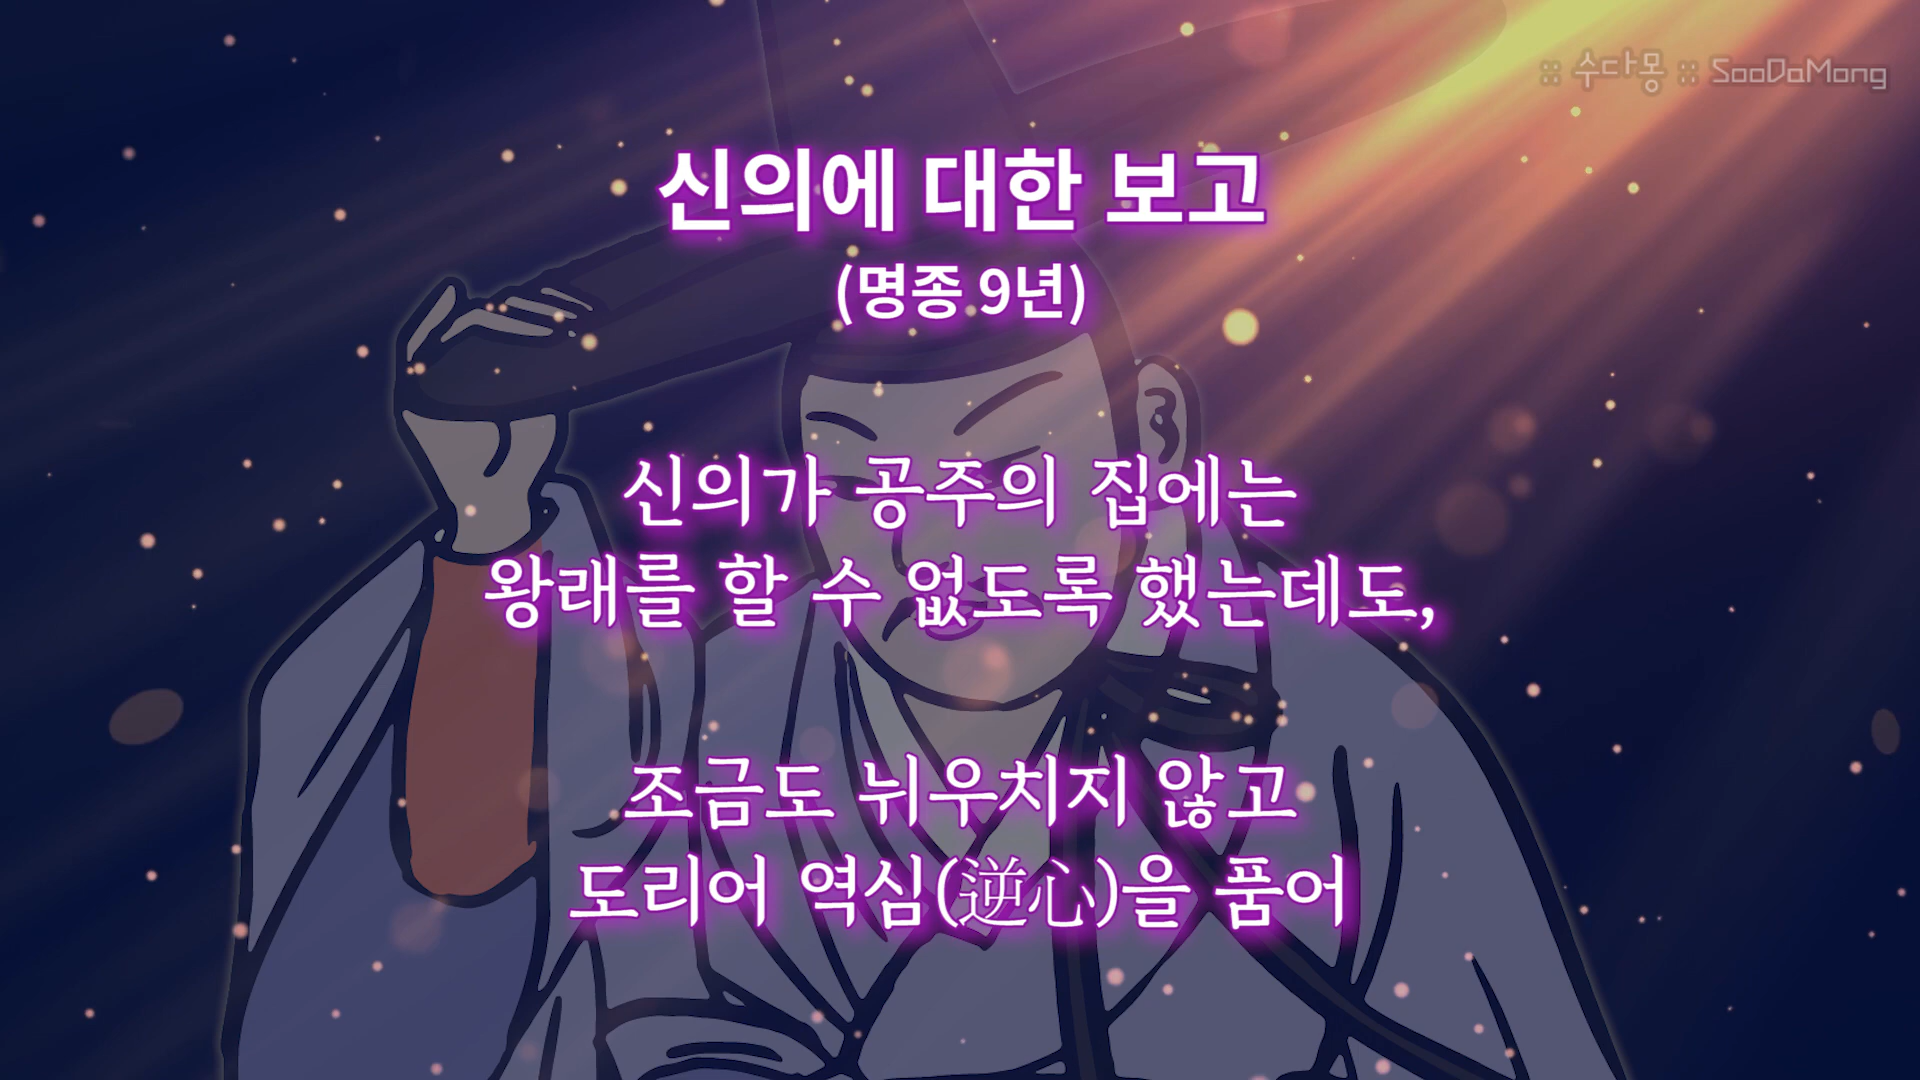 :: 수다몽 :: SooDaMong
신의에 대한 보고
(명종 9년)
신의가 공주의 집에는
왕래를 할 수 없도록 했는데도,
조금도 뉘우치지 않고
도리어 역심(逆心)을 품어